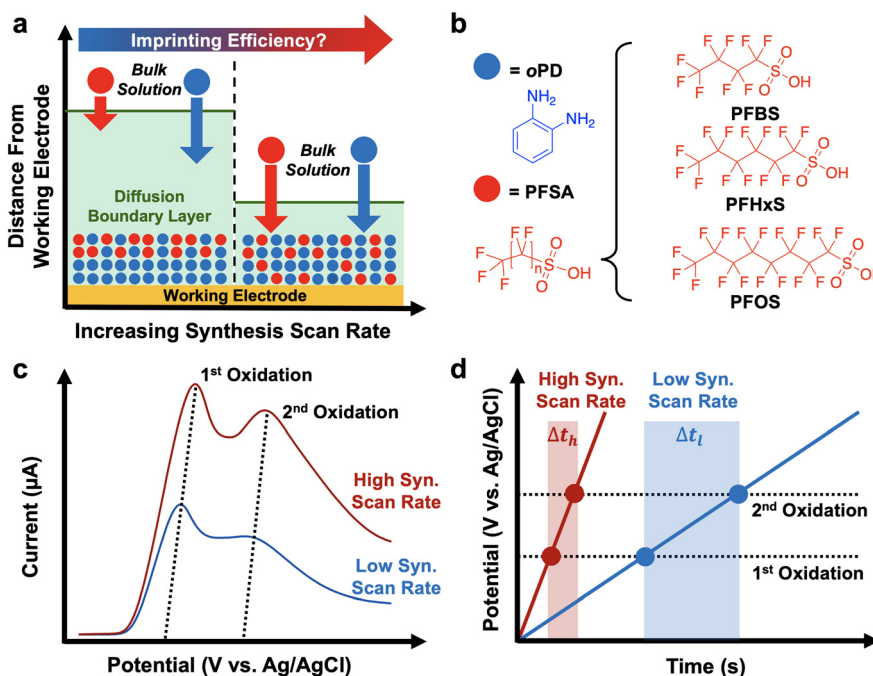 a
Imprinting Efficiency?
Bulk
Solution
Bulk
Solution
Diffusion
Boundary Layer
Working Electrode
Distance From
Working Electrode
Increasing Synthesis Scan Rate
b
= oPD
NH2
NH2
= PFSA
F F
F
F
F
n
S
O
O
OH
F F F F
F
F
F
F F
S
O
O
OH
PFBS
F F F F F F
F
F
F
F F F F
S
O
O
OH
PFHxS
F F F F F F F F
F
F
F
F F F F F F
S
O
O
PFOS
c
1st Oxidation
2nd Oxidation
High Syn.
Scan Rate
Low Syn.
Scan Rate
Current (µA)
Potential (V vs. Ag/AgCl)
d
High Syn.
Scan Rate
Low Syn.
Scan Rate
Δth
Δtl
2nd Oxidation
1st Oxidation
Potential (V vs. Ag/AgCl)
Time (s)